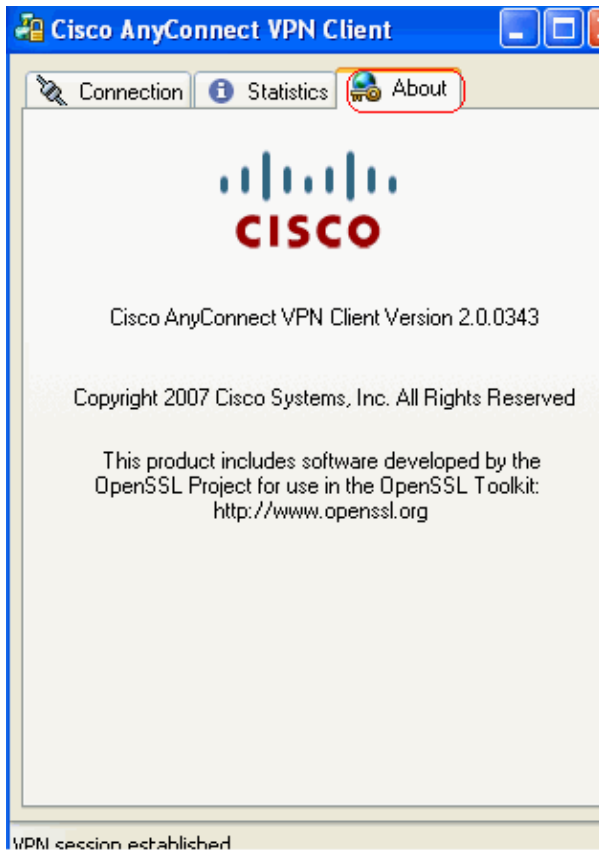 Cisco AnyConnect VPN Client
Connection
Statistics
About
CISCO
Cisco AnyConnect VPN Client Version 2.0.0343
Copyright 2007 Cisco Systems, Inc. All Rights Reserved
This product includes software developed by the
OpenSSL Project for use in the OpenSSL Toolkit:
http://www.openssl.org
VPN session established